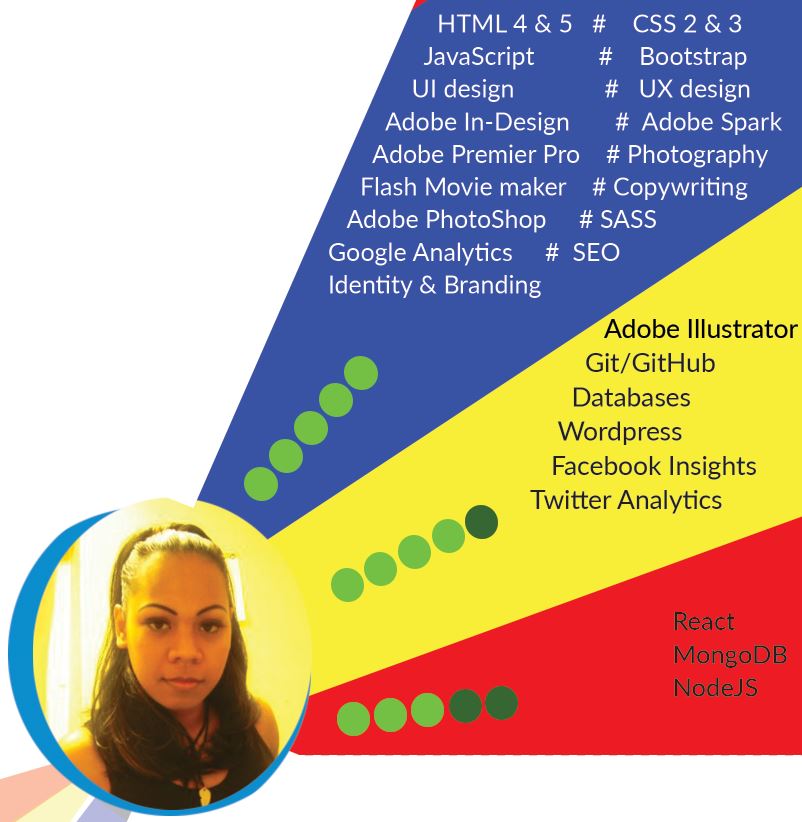 HTML 4 & 5 # CSS 2 & 3
JavaScript # Bootstrap
UI design # UX design
Adobe In-Design # Adobe Spark
Adobe Premier Pro # Photography
Flash Movie maker # Copywriting
Adobe PhotoShop # SASS
Google Analytics # SEO
Identity & Branding
Adobe Illustrator
Git/GitHub
Databases
Wordpress
Facebook Insights
Twitter Analytics
React
MongoDB
NodeJS